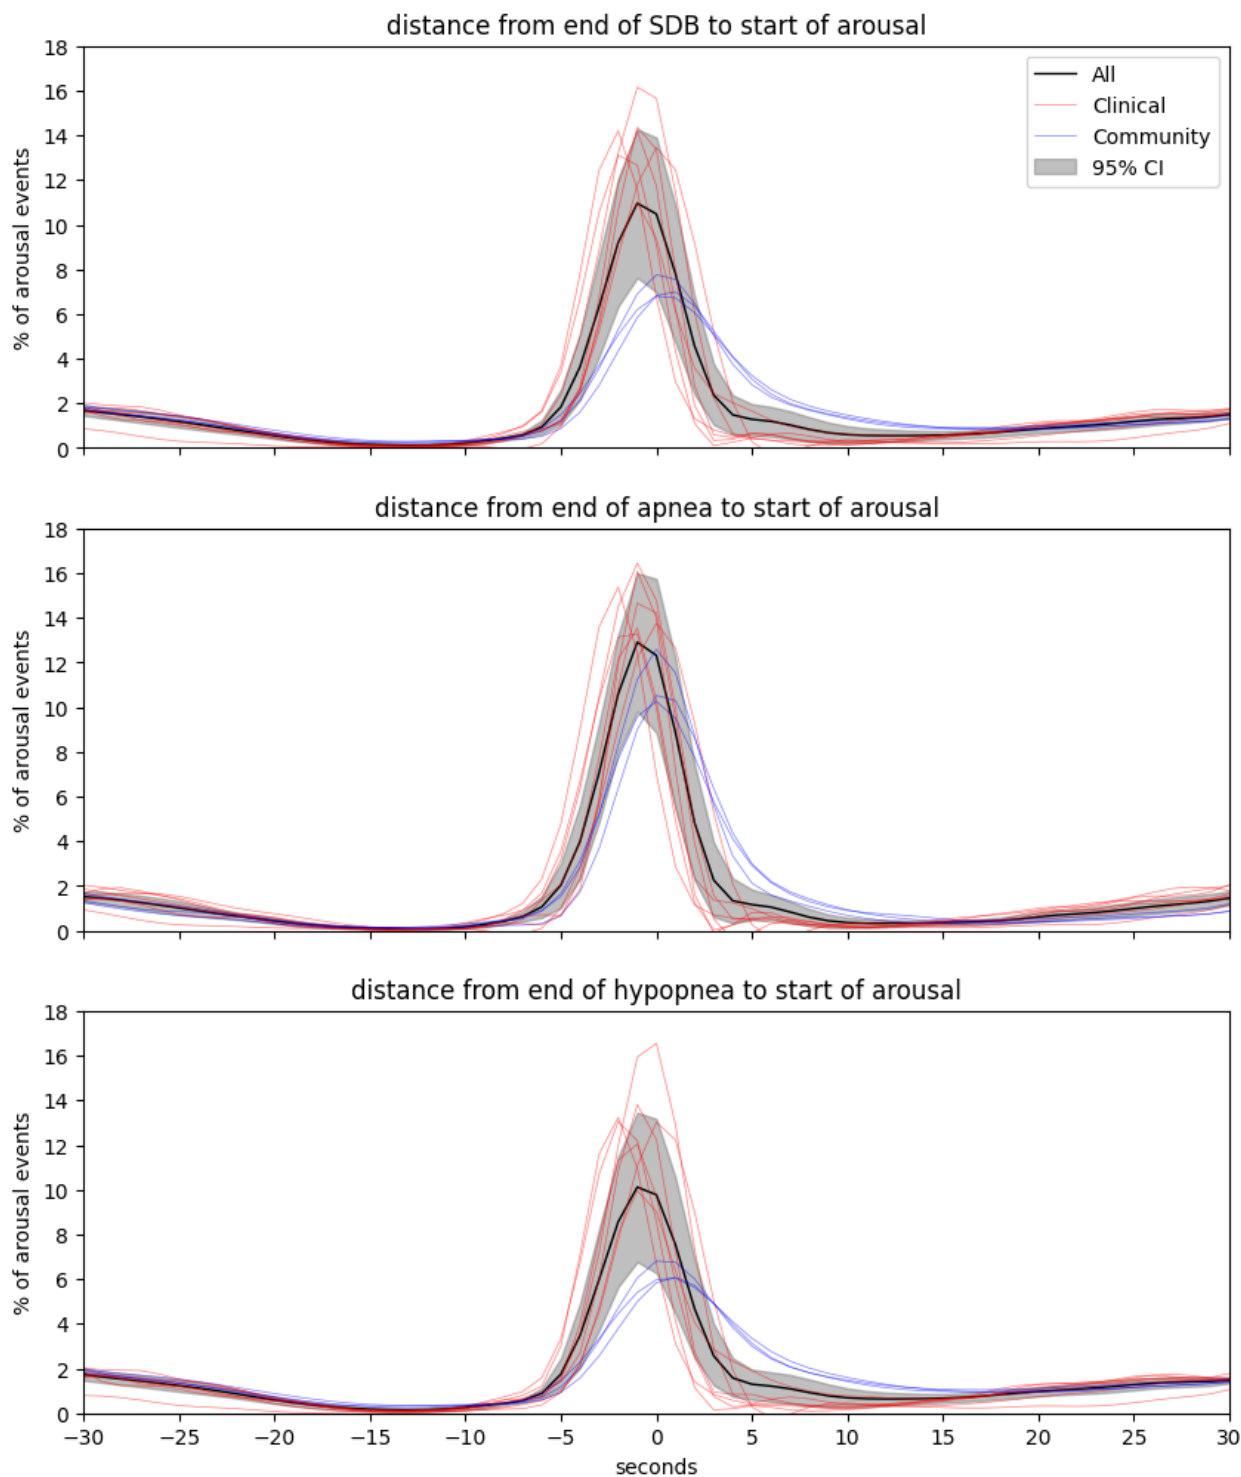 distance from end of SDB to start of arousal
18
16
14
12
10
8
6
4
2
0
% of arousal events
All
Clinical
Community
95% CI
distance from end of apnea to start of arousal
18
16
14
12
10
8
6
4
2
0
% of arousal events
distance from end of hypopnea to start of arousal
18
16
14
12
10
8
6
4
2
0
% of arousal events
−30 −25 −20 −15 −10 −5 0 5 10 15 20 25 30
seconds